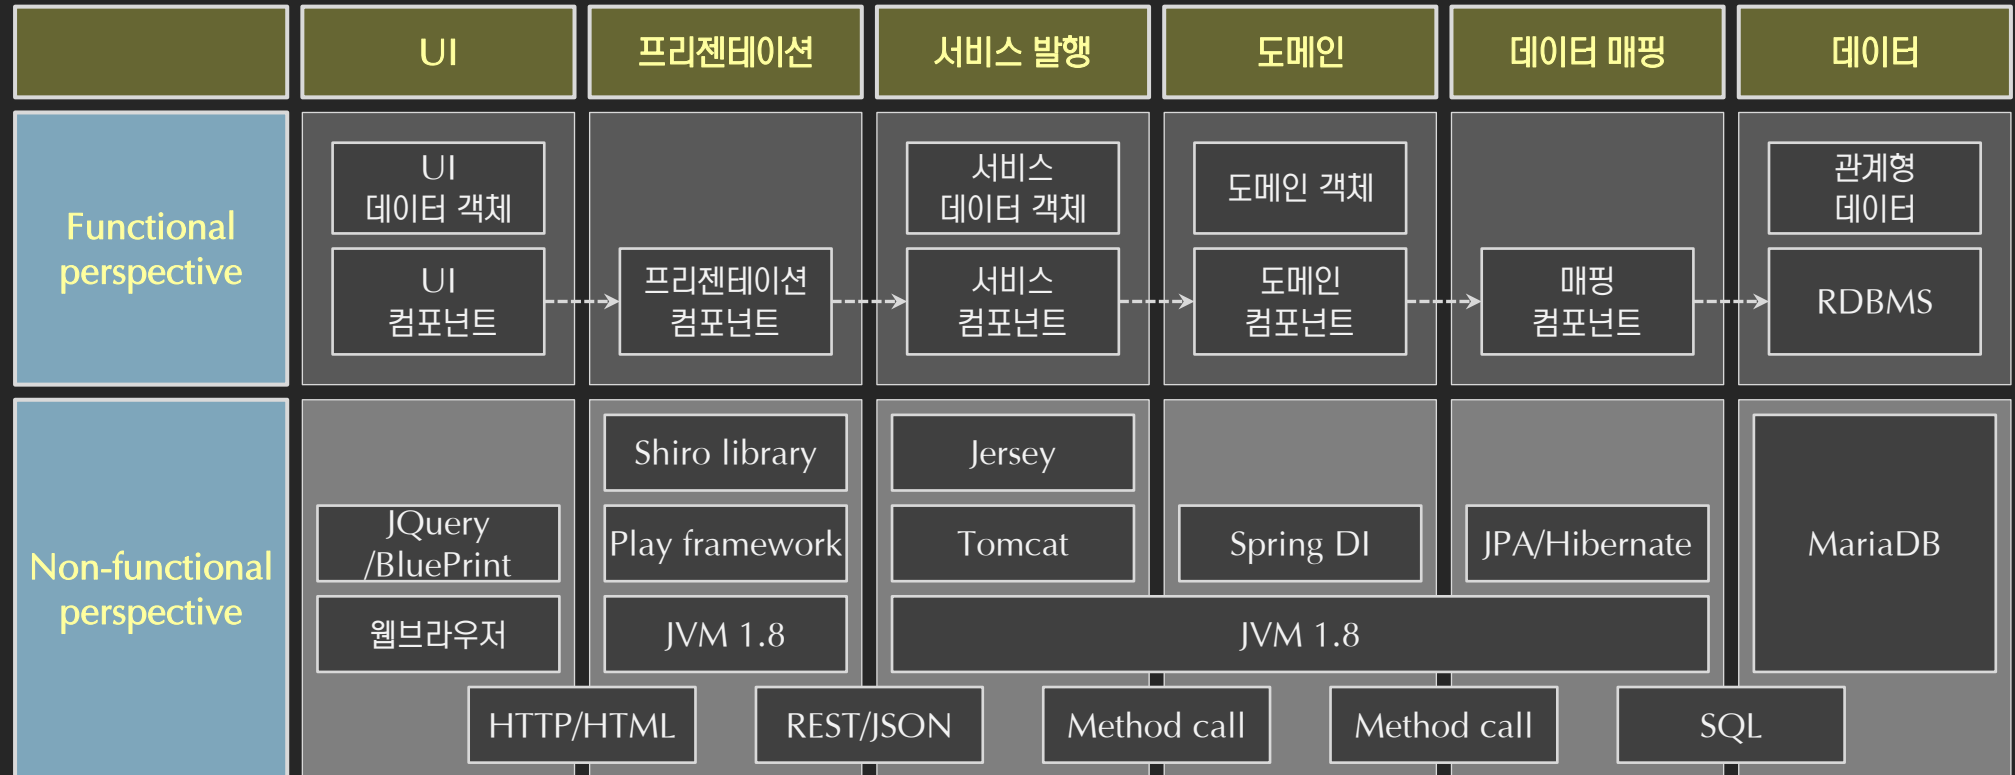 UI
프리젠테이션
서비스 발행
도메인
데이터 매핑
데이터
Functional
perspective
UI
데이터 객체
서비스
데이터 객체
도메인 객체
관계형
데이터
UI
컴포넌트
프리젠테이션
컴포넌트
서비스
컴포넌트
도메인
컴포넌트
매핑
컴포넌트
RDBMS
Non-functional
perspective
Shiro library
Jersey
JQuery
/BluePrint
Play framework
Tomcat
Spring DI
JPA/Hibernate
MariaDB
웹브라우저
JVM 1.8
JVM 1.8
HTTP/HTML
REST/JSON
Method call
Method call
SQL